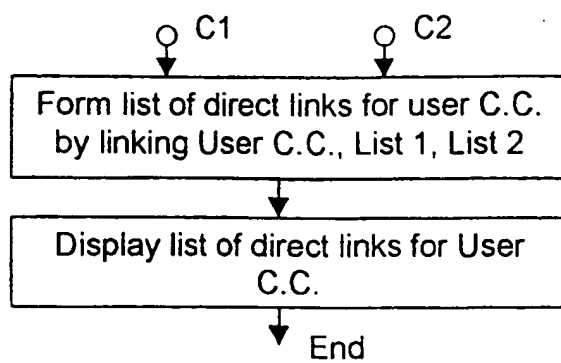 C1 C2
Form list of direct links for user C.C.
by linking User C.C., List 1, List 2
Display list of direct links for User
C.C.
End